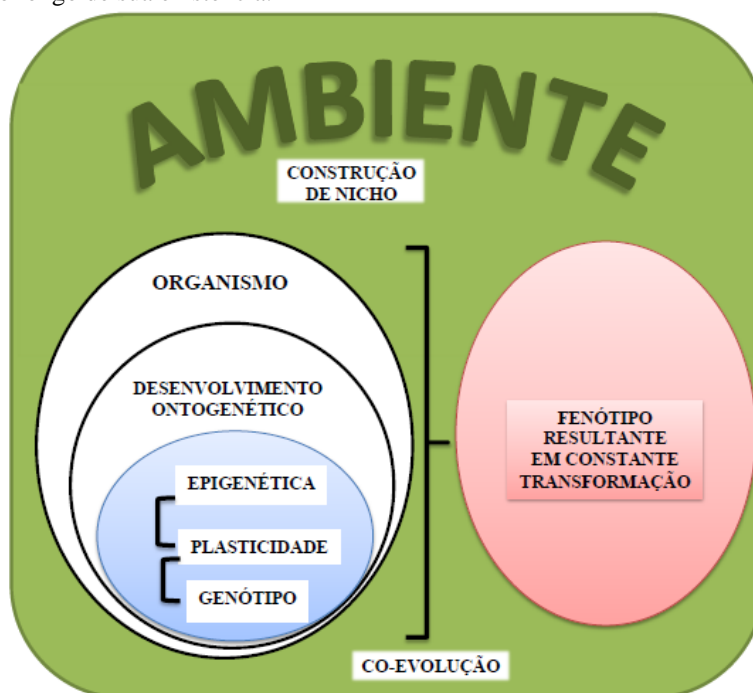 AMBIENTE
CONSTRUÇÃO
DE NICHO
ORGANISMO
DESENVOLVIMENTO
ONTOGENÉTICO
EPIGENÉTICA
PLASTICIDADE
GENÓTIPO
FENÓTIPO
RESULTANTE
EM CONSTANTE
TRANSFORMAÇÃO
CO-EVOLUÇÃO